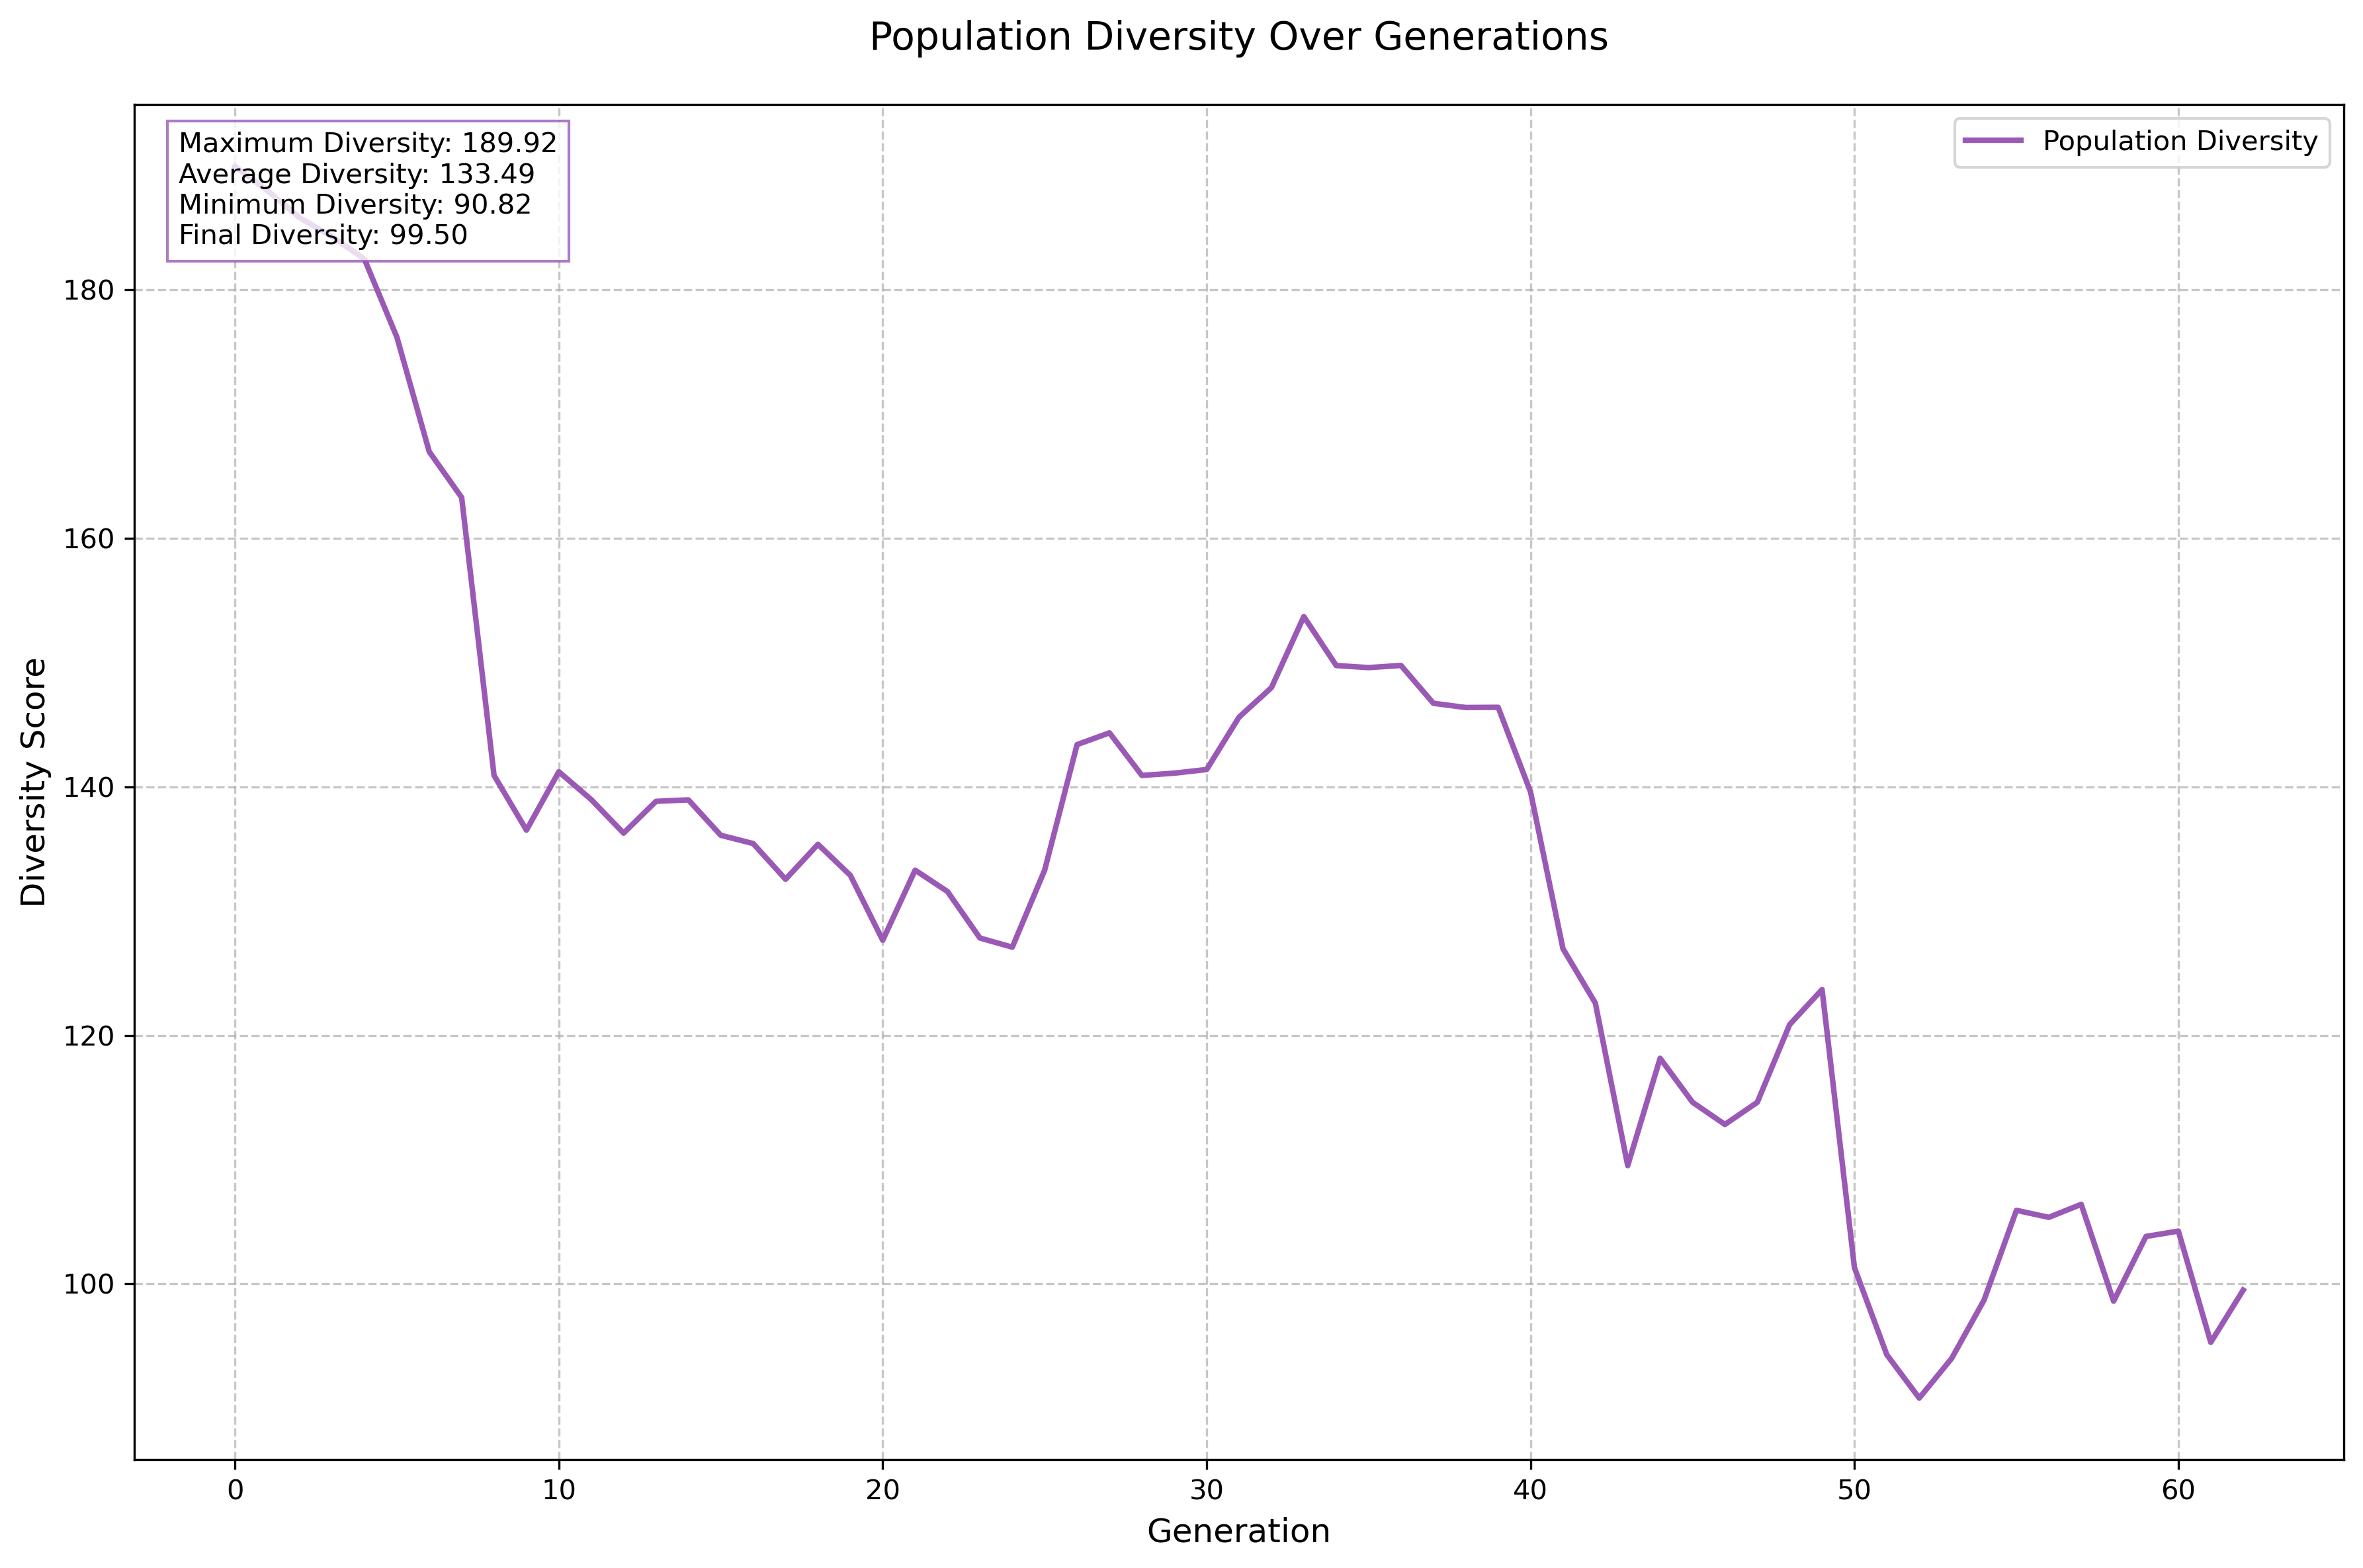 Population Diversity Over Generations
Maximum Diversity: 189.92
Average Diversity: 133.49
Minimum Diversity: 90.82
Final Diversity: 99.50
Population Diversity
180
160
140
120
100
Diversity Score
0 10 20 30 40 50 60
Generation